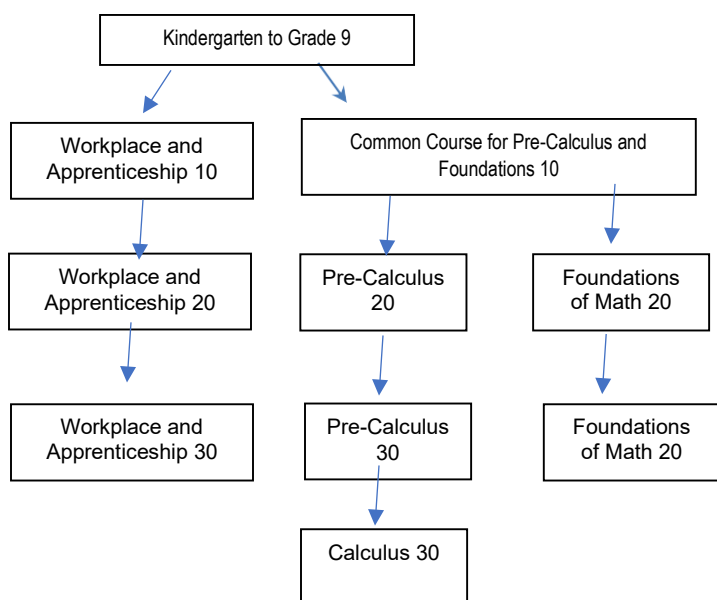 Kindergarten to Grade 9
Workplace and
Apprenticeship 10
Common Course for Pre-Calculus and
Foundations 10
Workplace and
Apprenticeship 20
Pre-Calculus
20
Foundations
of Math 20
Workplace and
Apprenticeship 30
Pre-Calculus
30
Foundations
of Math 20
Calculus 30